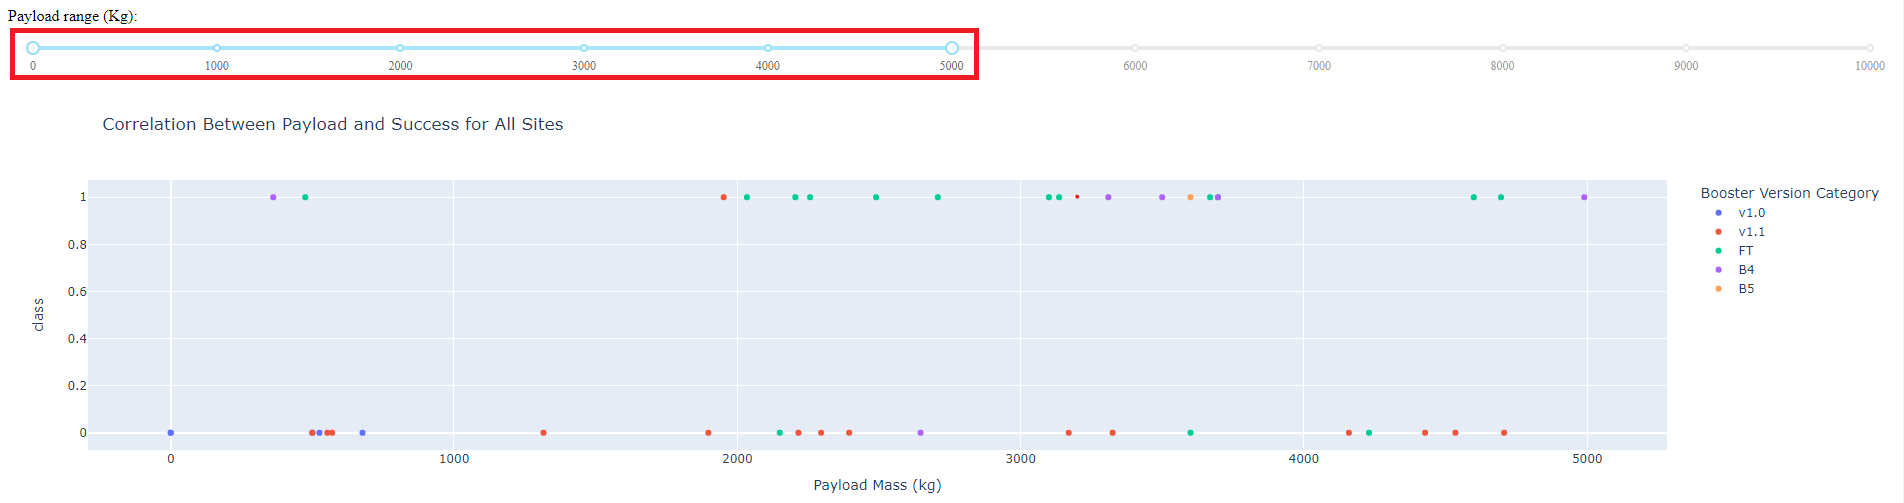 Payload range (Kg):
0 1000 2000 3000 4000 5000 6000 7000 8000 9000 10000
Correlation Between Payload and Success for All Sites
1
0.8
0.6
0.4
0.2
0
class
0 1000 2000 3000 4000 5000
Payload Mass (kg)
Booster Version Category
v1.0
v1.1
FT
B4
B5